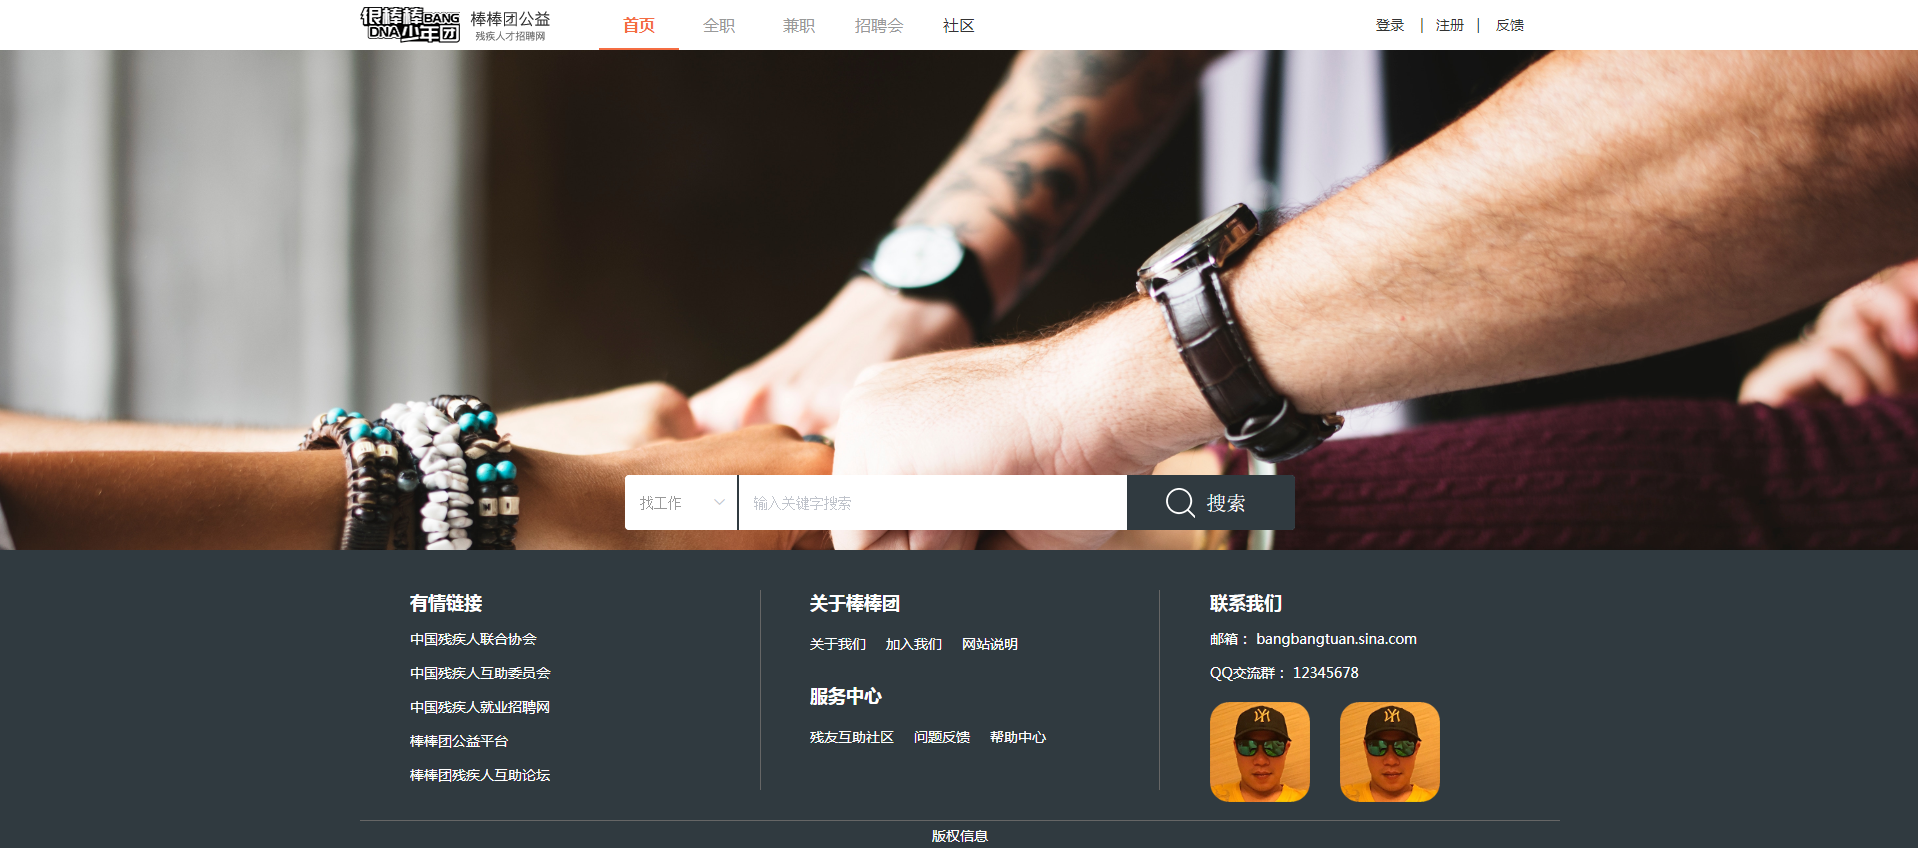 很棒棒BANG
DNA少年团
棒棒团公益
残疾人才招聘网
首页 全职 兼职 招聘会 社区
登录 | 注册 | 反馈
找工作 输入关键字搜索 搜索
有情链接
中国残疾人联合协会
中国残疾人互助委员会
中国残疾人就业招聘网
棒棒团公益平台
棒棒团残疾人互助论坛
关于棒棒团
关于我们 加入我们 网站说明
服务中心
残友互助社区 问题反馈 帮助中心
联系我们
邮箱： bangbangtuan.sina.com
QQ交流群： 12345678
版权信息